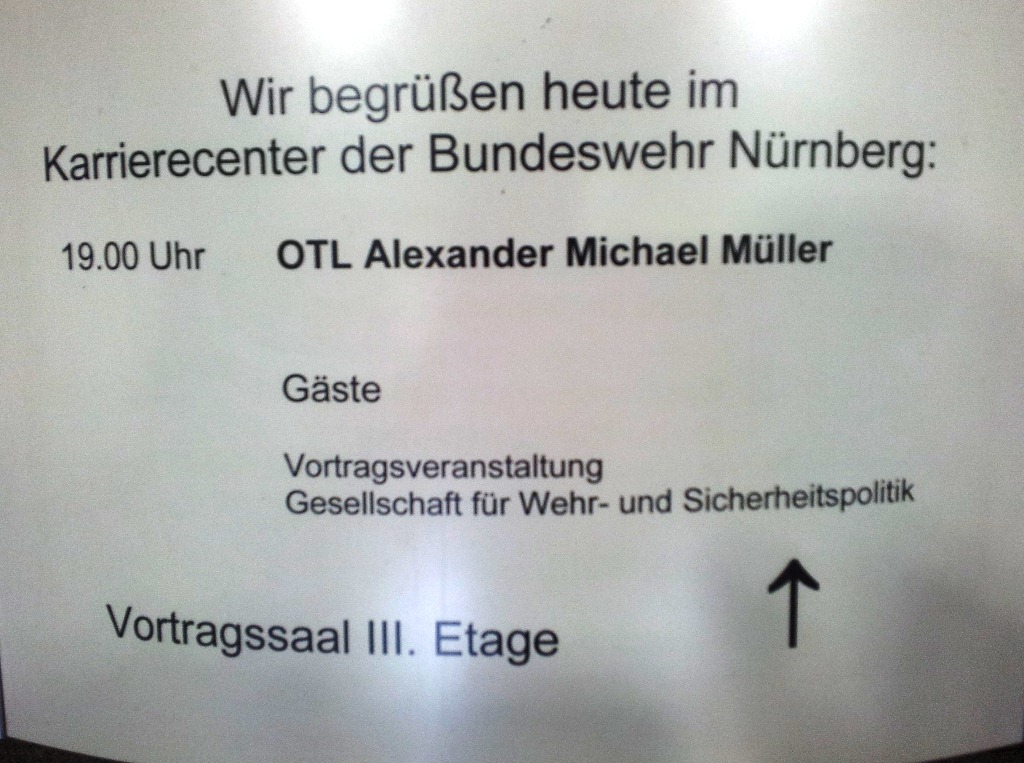 Wir begrüßen heute im
Karrierecenter der Bundeswehr Nürnberg:
19.00 Uhr OTL Alexander Michael Müller
Gäste
Vortragsveranstaltung
Gesellschaft für Wehr- und Sicherheitspolitik
Vortragssaal III. Etage